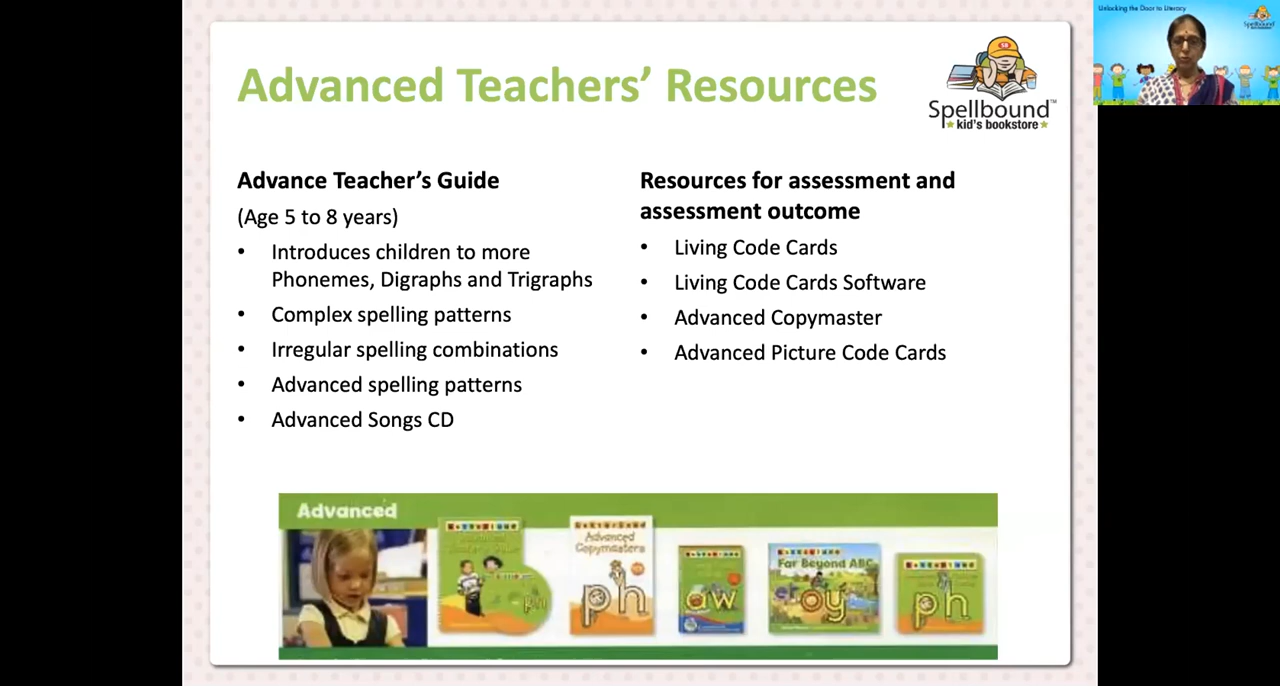 Unlocking the Door to Literacy
Spellbound
Advanced Teachers' Resources
SB
Spellbound™
kid's bookstore
Advance Teacher's Guide
(Age 5 to 8 years)
• Introduces children to more
Phonemes, Digraphs and Trigraphs
• Complex spelling patterns
• Irregular spelling combinations
• Advanced spelling patterns
• Advanced Songs CD
Resources for assessment and
assessment outcome
• Living Code Cards
• Living Code Cards Software
• Advanced Copymaster
• Advanced Picture Code Cards
Advanced
Advanced
Copymasters
ph
ph
aw
Far Beyond ABC
oy
ph